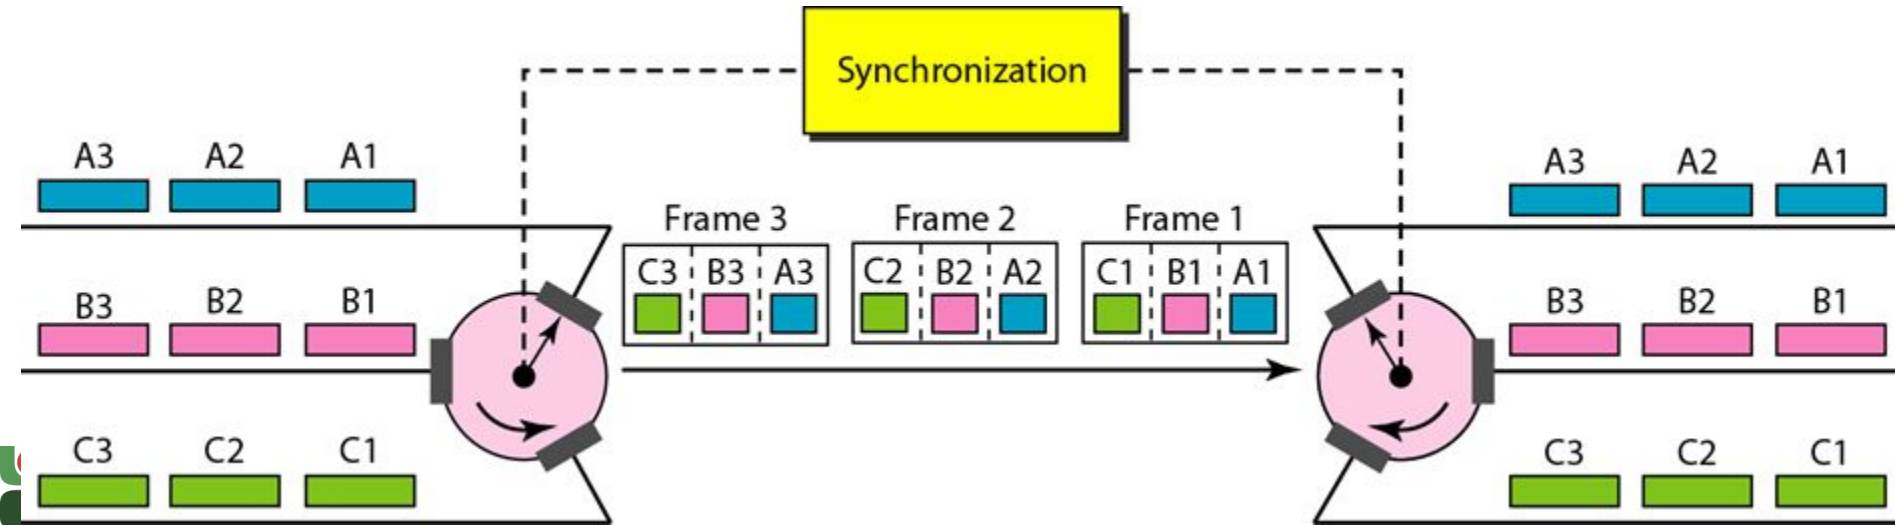 Synchronization
A3 A2 A1
A3 A2 A1
Frame 3 Frame 2 Frame 1
C3 B3 A3 C2 B2 A2 C1 B1 A1
B3 B2 B1
B3 B2 B1
C3 C2 C1
C3 C2 C1